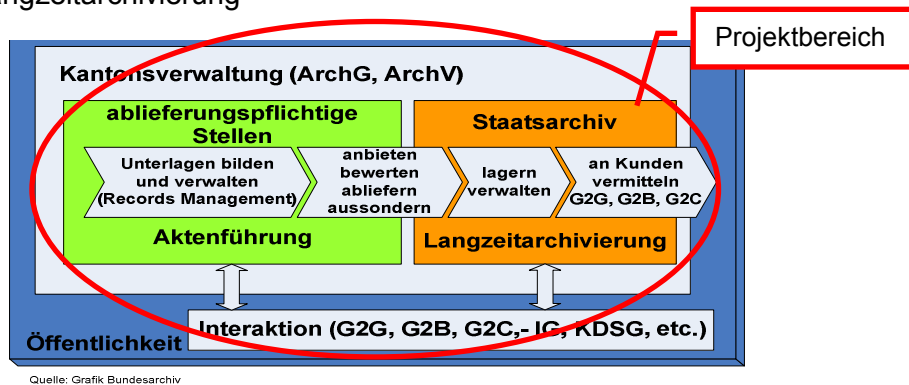 angzeitarchivierung
Projektbereich
Kantonsverwaltung (ArchG, ArchV)
ablieferungspflichtige
Stellen
Staatsarchiv
Unterlagen bilden
und verwalten
(Records Management)
anbieten
bewerten
abliefern
aussondern
lagern
verwalten
an Kunden
vermitteln
G2G, G2B, G2C
Aktenführung
Langzeitarchivierung
Interaktion (G2G, G2B, G2C,- IG, KDSG, etc.)
Öffentlichkeit
Quelle: Grafik Bundesarchiv